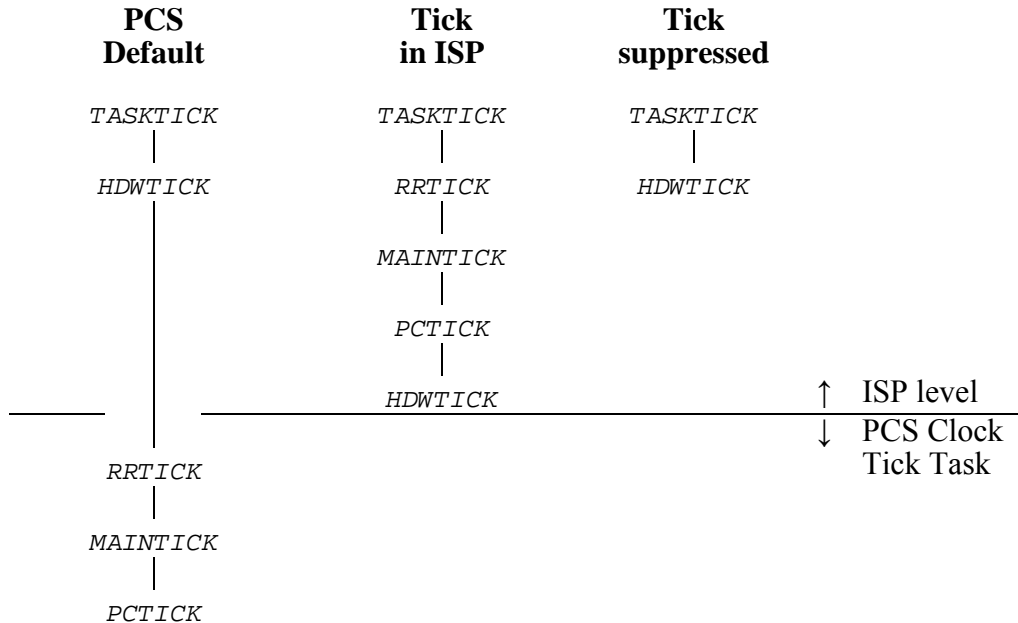 PCS Default
Tick in ISP
Tick suppressed
TASKTICK
TASKTICK
TASKTICK
HDWTICK
RRTICK
HDWTICK
MAINTICK
PCTICK
HDWTICK
↑ ISP level
↓ PCS Clock
Tick Task
RRTICK
MAINTICK
PCTICK